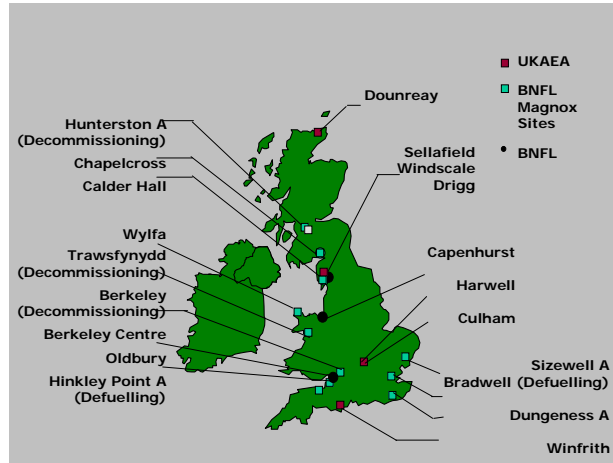 UKAEA
BNFL
Magnox
Sites
BNFL
Dounreay
Hunterston A
(Decommissioning)
Chapelcross
Calder Hall
Sellafield
Windscale
Drigg
Wylfa
Trawsfynydd
(Decommissioning)
Berkeley
(Decommissioning)
Berkeley Centre
Oldbury
Hinkley Point A
(Defuelling)
Capenhurst
Harwell
Culham
Sizewell A
Bradwell (Defuelling)
Dungeness A
Winfrith